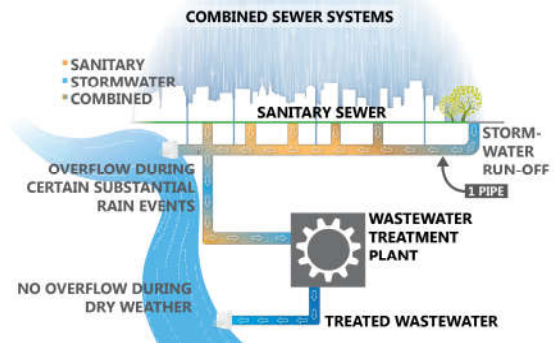 COMBINED SEWER SYSTEMS
SANITARY
STORMWATER
COMBINED
SANITARY SEWER
STORM-
WATER
RUN-OFF
1 PIPE
OVERFLOW DURING
CERTAIN SUBSTANTIAL
RAIN EVENTS
WASTEWATER
TREATMENT
PLANT
NO OVERFLOW DURING
DRY WEATHER
TREATED WASTEWATER